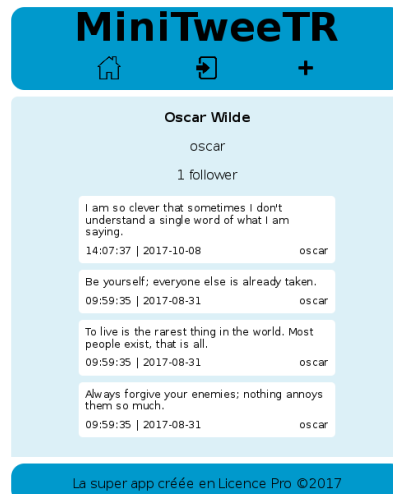 MiniTweeTR
+
Oscar Wilde
oscar
1 follower
I am so clever that sometimes I don't
understand a single word of what I am
saying.
14:07:37 | 2017-10-08 oscar
Be yourself; everyone else is already taken.
09:59:35 | 2017-08-31 oscar
To live is the rarest thing in the world. Most
people exist, that is all.
09:59:35 | 2017-08-31 oscar
Always forgive your enemies; nothing annoys
them so much.
09:59:35 | 2017-08-31 oscar
La super app créée en Licence Pro ©2017